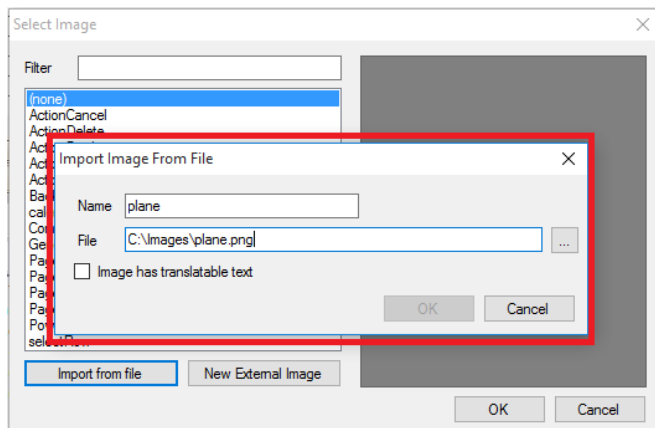 Select Image
Filter
(none)
ActionCancel
ActionDelete
Import Image From File
Name plane
File C:\Images\plane.png
...
Image has translatable text
OK Cancel
Import from file New External Image
OK Cancel